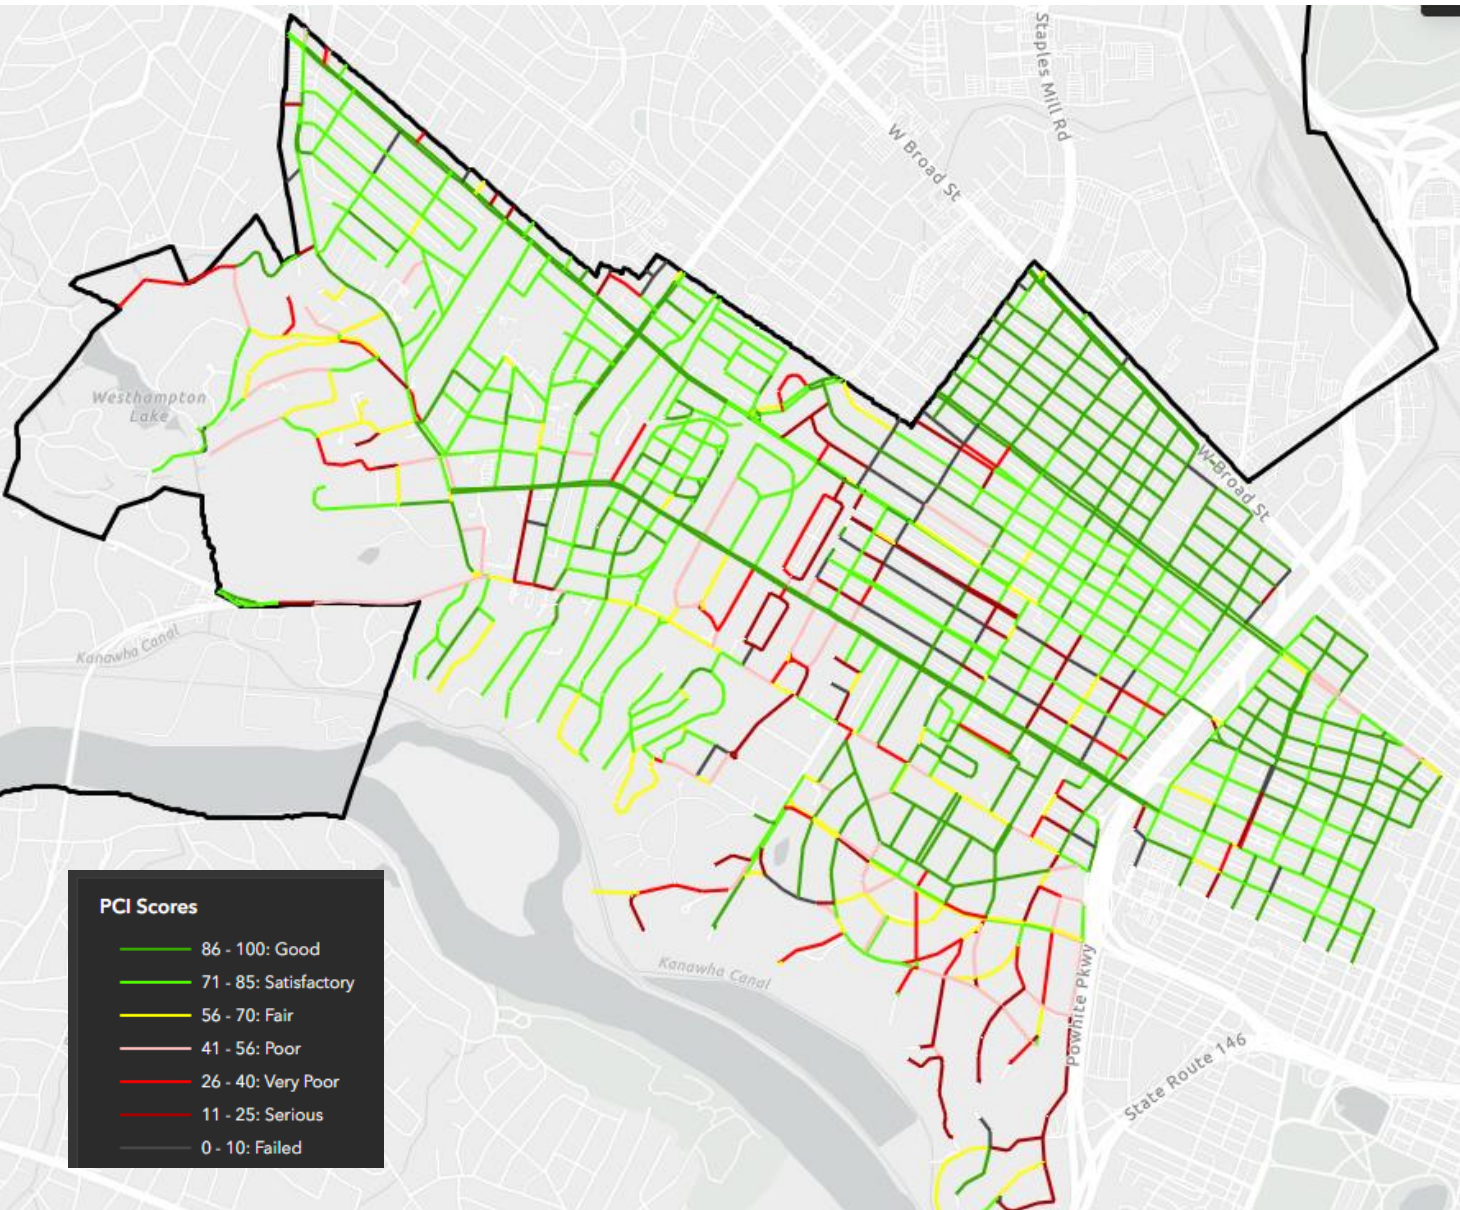 Staples Mill Rd
W Broad St
Westhampton
Lake
W Broad St
Kanawha Canal
PCI Scores
86 - 100: Good
71 - 85: Satisfactory
56 - 70: Fair
41 - 56: Poor
26 - 40: Very Poor
11 - 25: Serious
0 - 10: Failed
Kanawha Canal
Powhite Pkwy
State Route 146